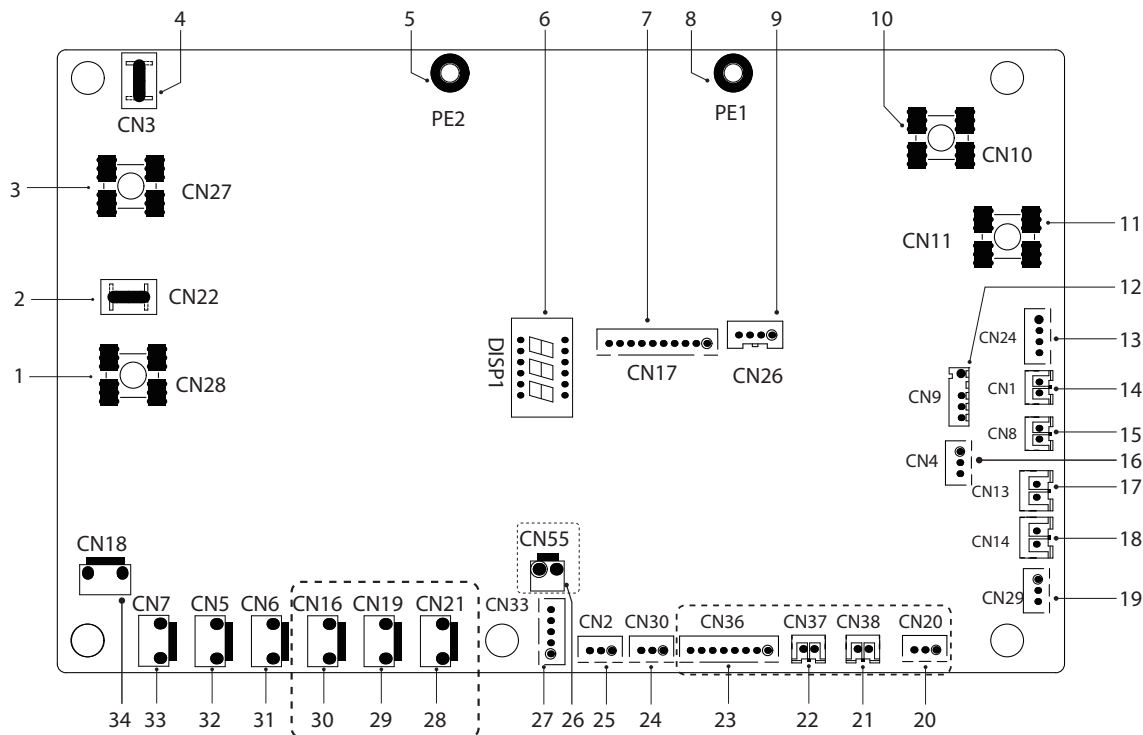 4 5 6 7 8 9 10
CN3
PE2
PE1
CN10
3
CN27
11
CN11
2
CN22
12
CN24
13
DISP1
CN17
CN26
1
CN28
CN9
CN1
14
CN8
15
CN4
16
CN13
17
CN14
18
CN18
CN55
CN29
19
CN7 CN5 CN6 CN16 CN19 CN21 CN33 CN2 CN30 CN36 CN37 CN38 CN20
34 33 32 31 30 29 28 27 26 25 24 23 22 21 20